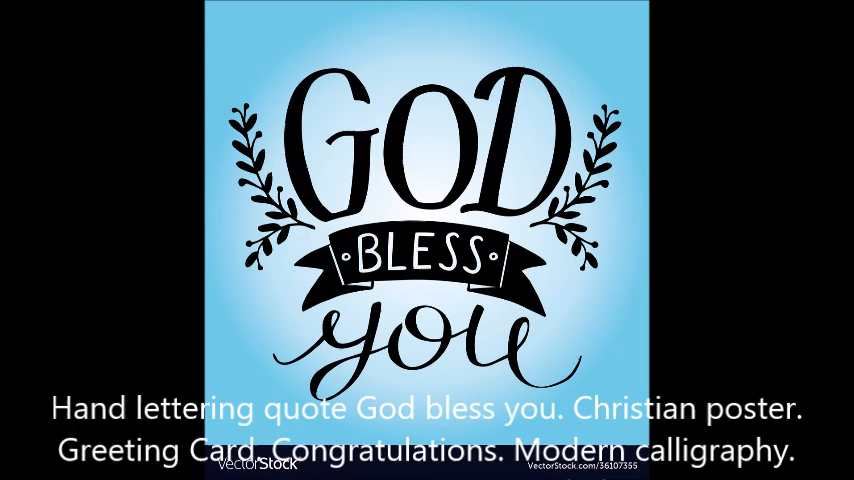 GOD
BLESS
you
Hand lettering quote God bless you. Christian poster.
Greeting Card. Congratulations. Modern calligraphy.
VectorStock
VectorStock.com/36107355